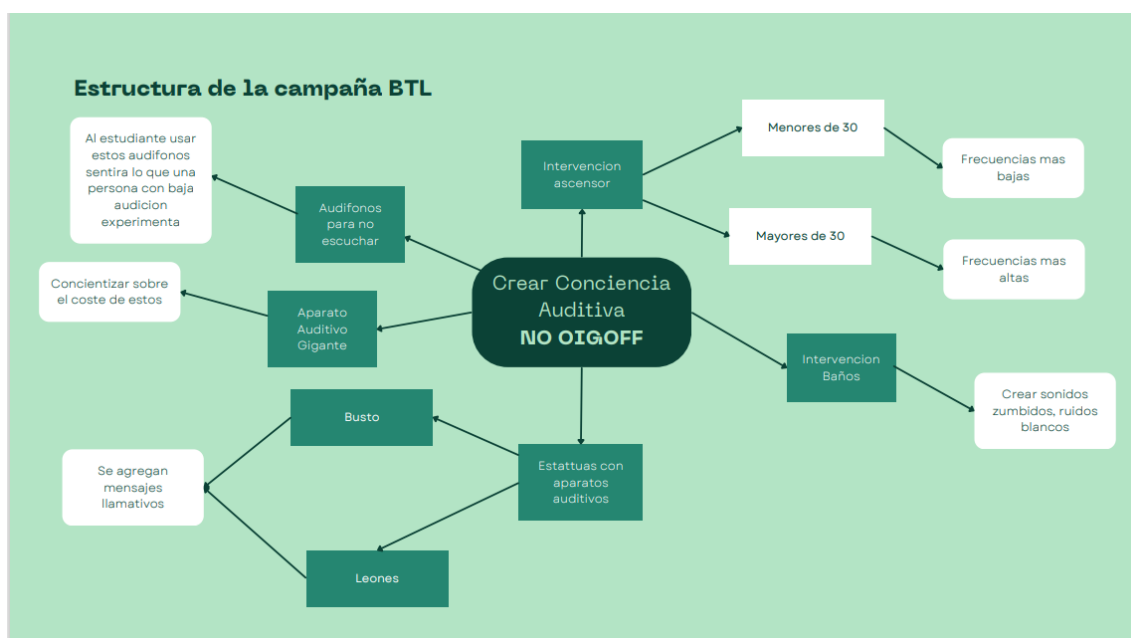 Estructura de la campaña BTL
Al estudiante usar
estos audifonos
sentira lo que una
persona con baja
audicion
experimenta
Audifonos
para no
escuchar
Concientizar sobre
el coste de estos
Aparato
Auditivo
Gigante
Intervencion
ascensor
Menores de 30
Frecuencias mas
bajas
Mayores de 30
Frecuencias mas
altas
Crear Conciencia
Auditiva
NO OIGOFF
Intervencion
Baños
Crear sonidos
zumbidos, ruidos
blancos
Busto
Estattuas con
aparatos
auditivos
Se agregan
mensajes
llamativos
Leones